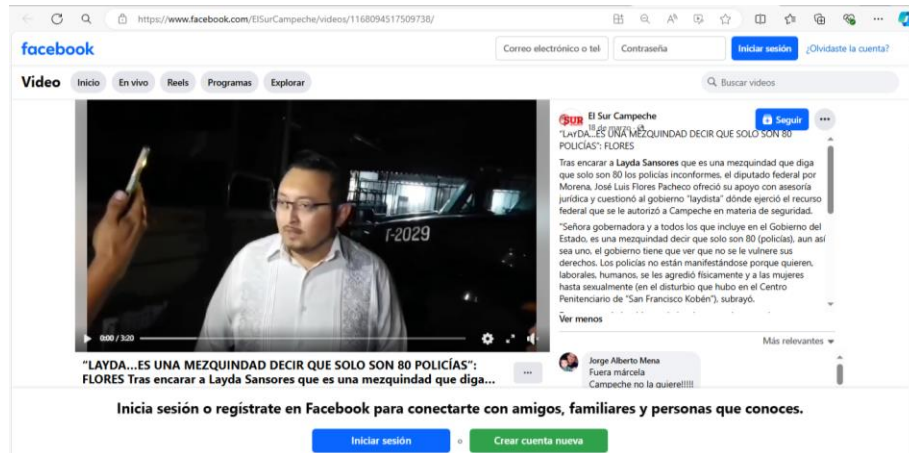 https://www.facebook.com/ElSurCampeche/videos/1168094517509738/
facebook
Correo electrónico o tel
Contraseña
Iniciar sesión
¿Olvidaste la cuenta?
Video
Inicio
En vivo
Reels
Programas
Explorar
Buscar videos
T-2029
0:00 / 3:20
SUR
El Sur Campeche
18 de marzo
Seguir
"LAYDA...ES UNA MEZQUINDAD DECIR QUE SOLO SON 80
POLICÍAS": FLORES
Tras encarar a Layda Sansores que es una mezquindad que diga
que solo son 80 los policías inconformes, el diputado federal por
Morena, José Luis Flores Pacheco ofreció su apoyo con asesoría
jurídica y cuestionó al gobierno "laydista" dónde ejerció el recurso
federal que se le autorizó a Campeche en materia de seguridad.
"Señora gobernadora y a todos los que incluye en el Gobierno del
Estado, es una mezquindad decir que solo son 80 (policías), aun así
sea uno, el gobierno tiene que ver que no se le vulnere sus
derechos. Los policías no están manifestándose porque quieren,
laborales, humanos, se les agredió físicamente y a las mujeres
hasta sexualmente (en el disturbio que hubo en el Centro
Penitenciario de "San Francisco Kobén"), subrayó.
Ver menos
Más relevantes
Jorge Alberto Mena
Fuera márcela
Campeche no la quiere!!!!!
"LAYDA...ES UNA MEZQUINDAD DECIR QUE SOLO SON 80 POLICÍAS":
FLORES Tras encarar a Layda Sansores que es una mezquindad que diga...
Inicia sesión o regístrate en Facebook para conectarte con amigos, familiares y personas que conoces.
Iniciar sesión
o
Crear cuenta nueva